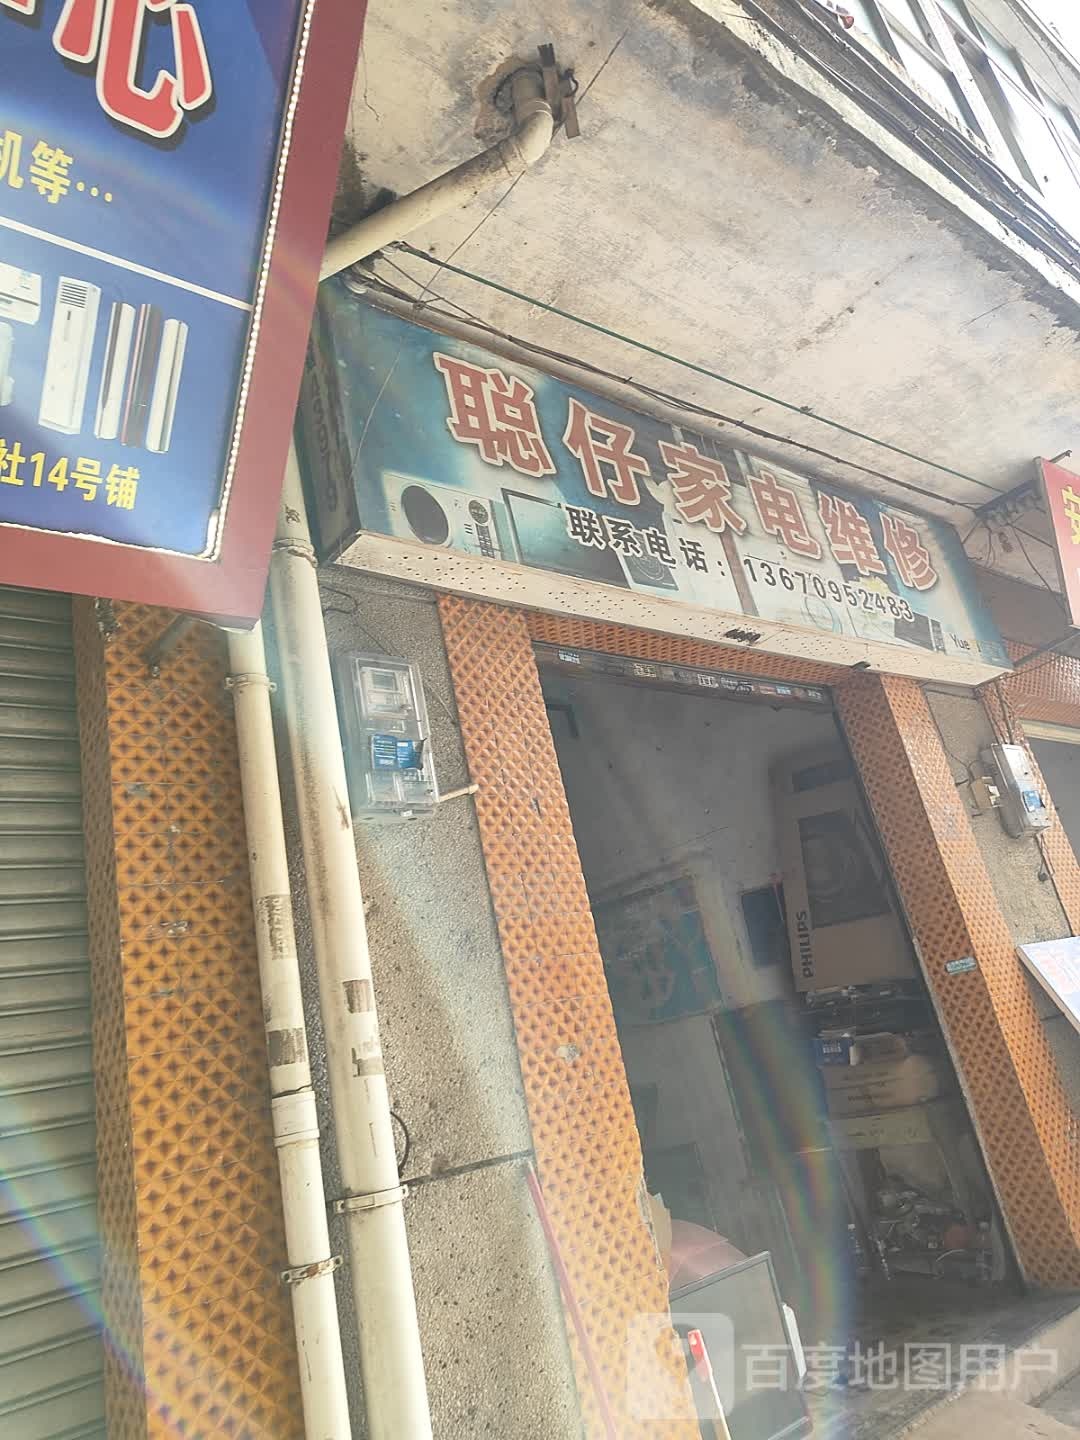 心
机等…
社14号铺
聪仔家电维修
联系电话：13670952483
Yue
PHILIPS
百度地图用户